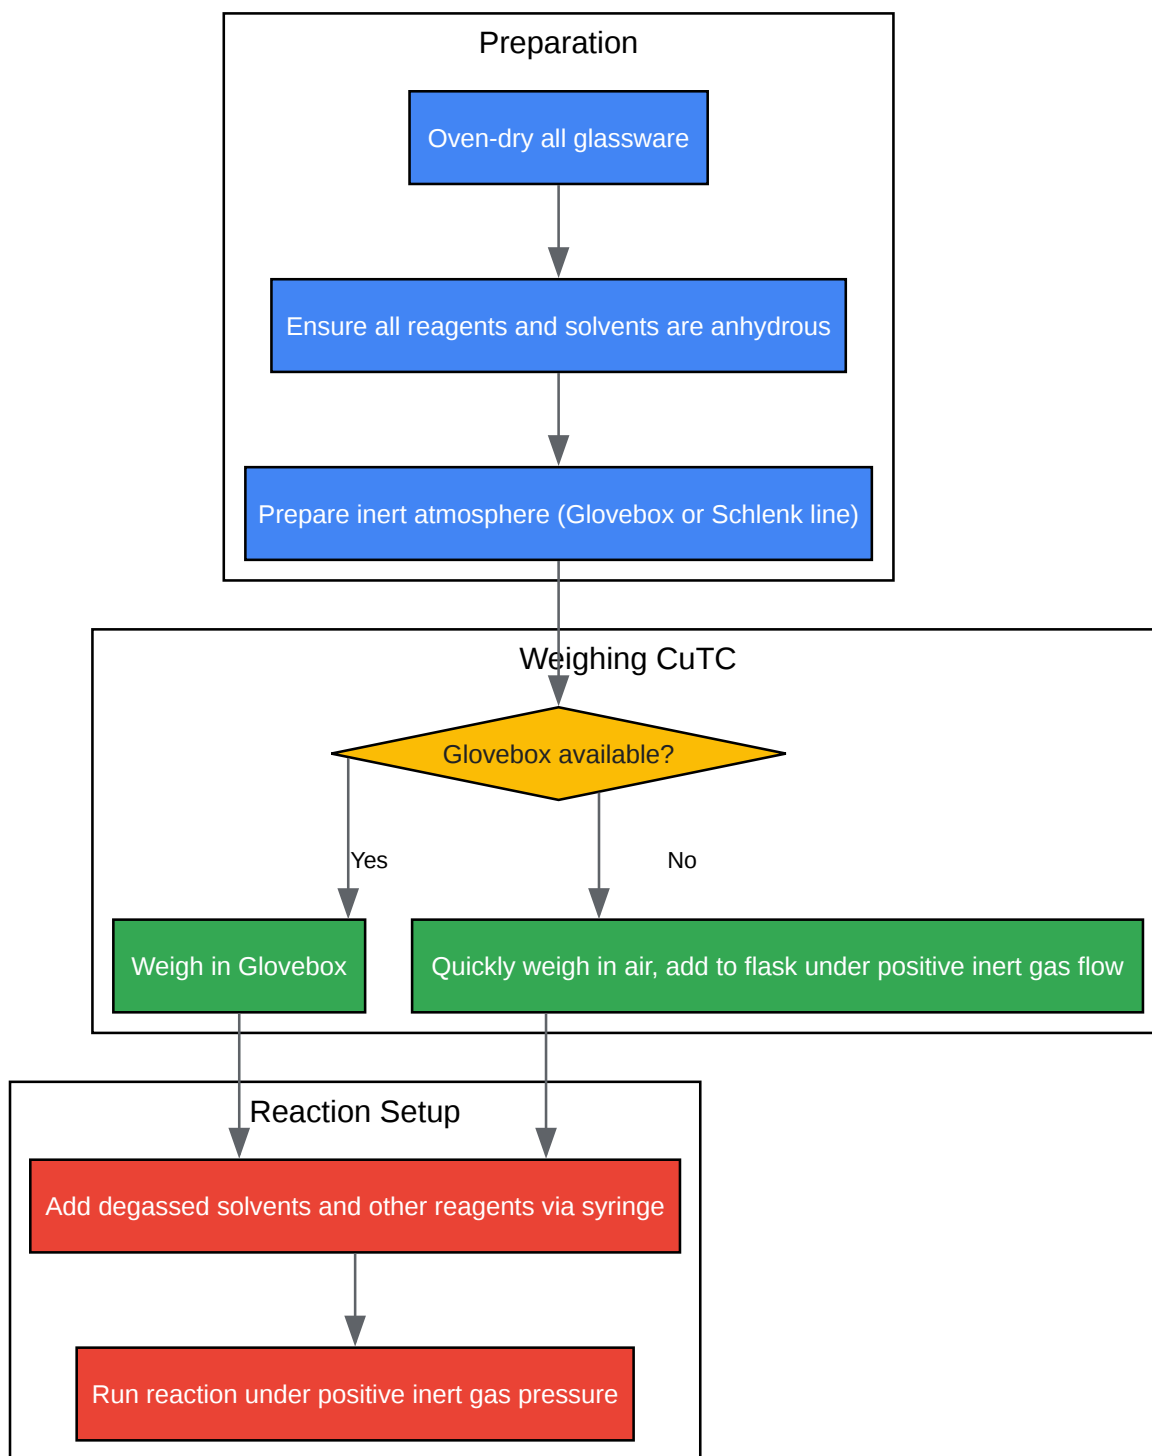 Preparation
Oven-dry all glassware
Ensure all reagents and solvents are anhydrous
Prepare inert atmosphere (Glovebox or Schlenk line)
Weighing CuTC
Glovebox available?
Yes
No
Weigh in Glovebox
Quickly weigh in air, add to flask under positive inert gas flow
Reaction Setup
Add degassed solvents and other reagents via syringe
Run reaction under positive inert gas pressure